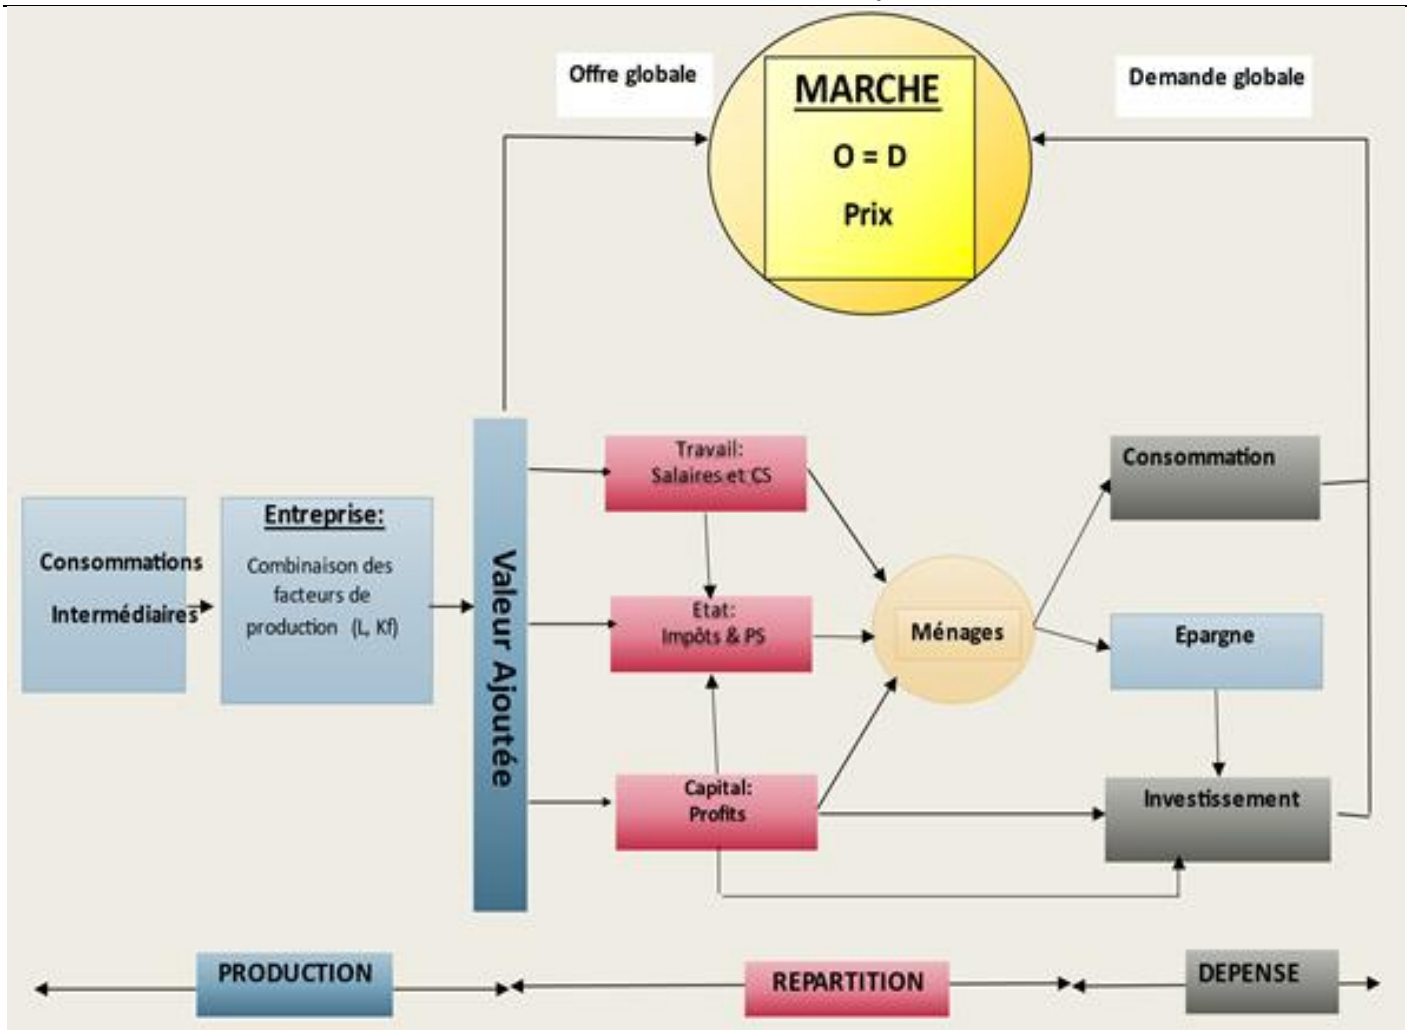 Offre globale
MARCHE
O = D
Prix
Demande globale
Consommations
Intermédiaires
Entreprise:
Combinaison des
facteurs de
production (L, Kf)
Valeur Ajoutée
Travail:
Salaires et CS
Etat:
Impôts & PS
Capital:
Profits
Ménages
Consommation
Epargne
Investissement
PRODUCTION
REPARTITION
DEPENSE